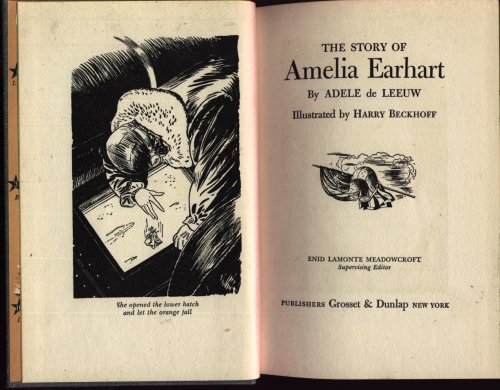 She opened the lower hatch
and let the orange fall
THE STORY OF
Amelia Earhart
By ADELE de LEEUW
Illustrated by HARRY BECKHOFF
ENID LAMONTE MEADOWCROFT
Supervising Editor
PUBLISHERS Grosset & Dunlap NEW YORK